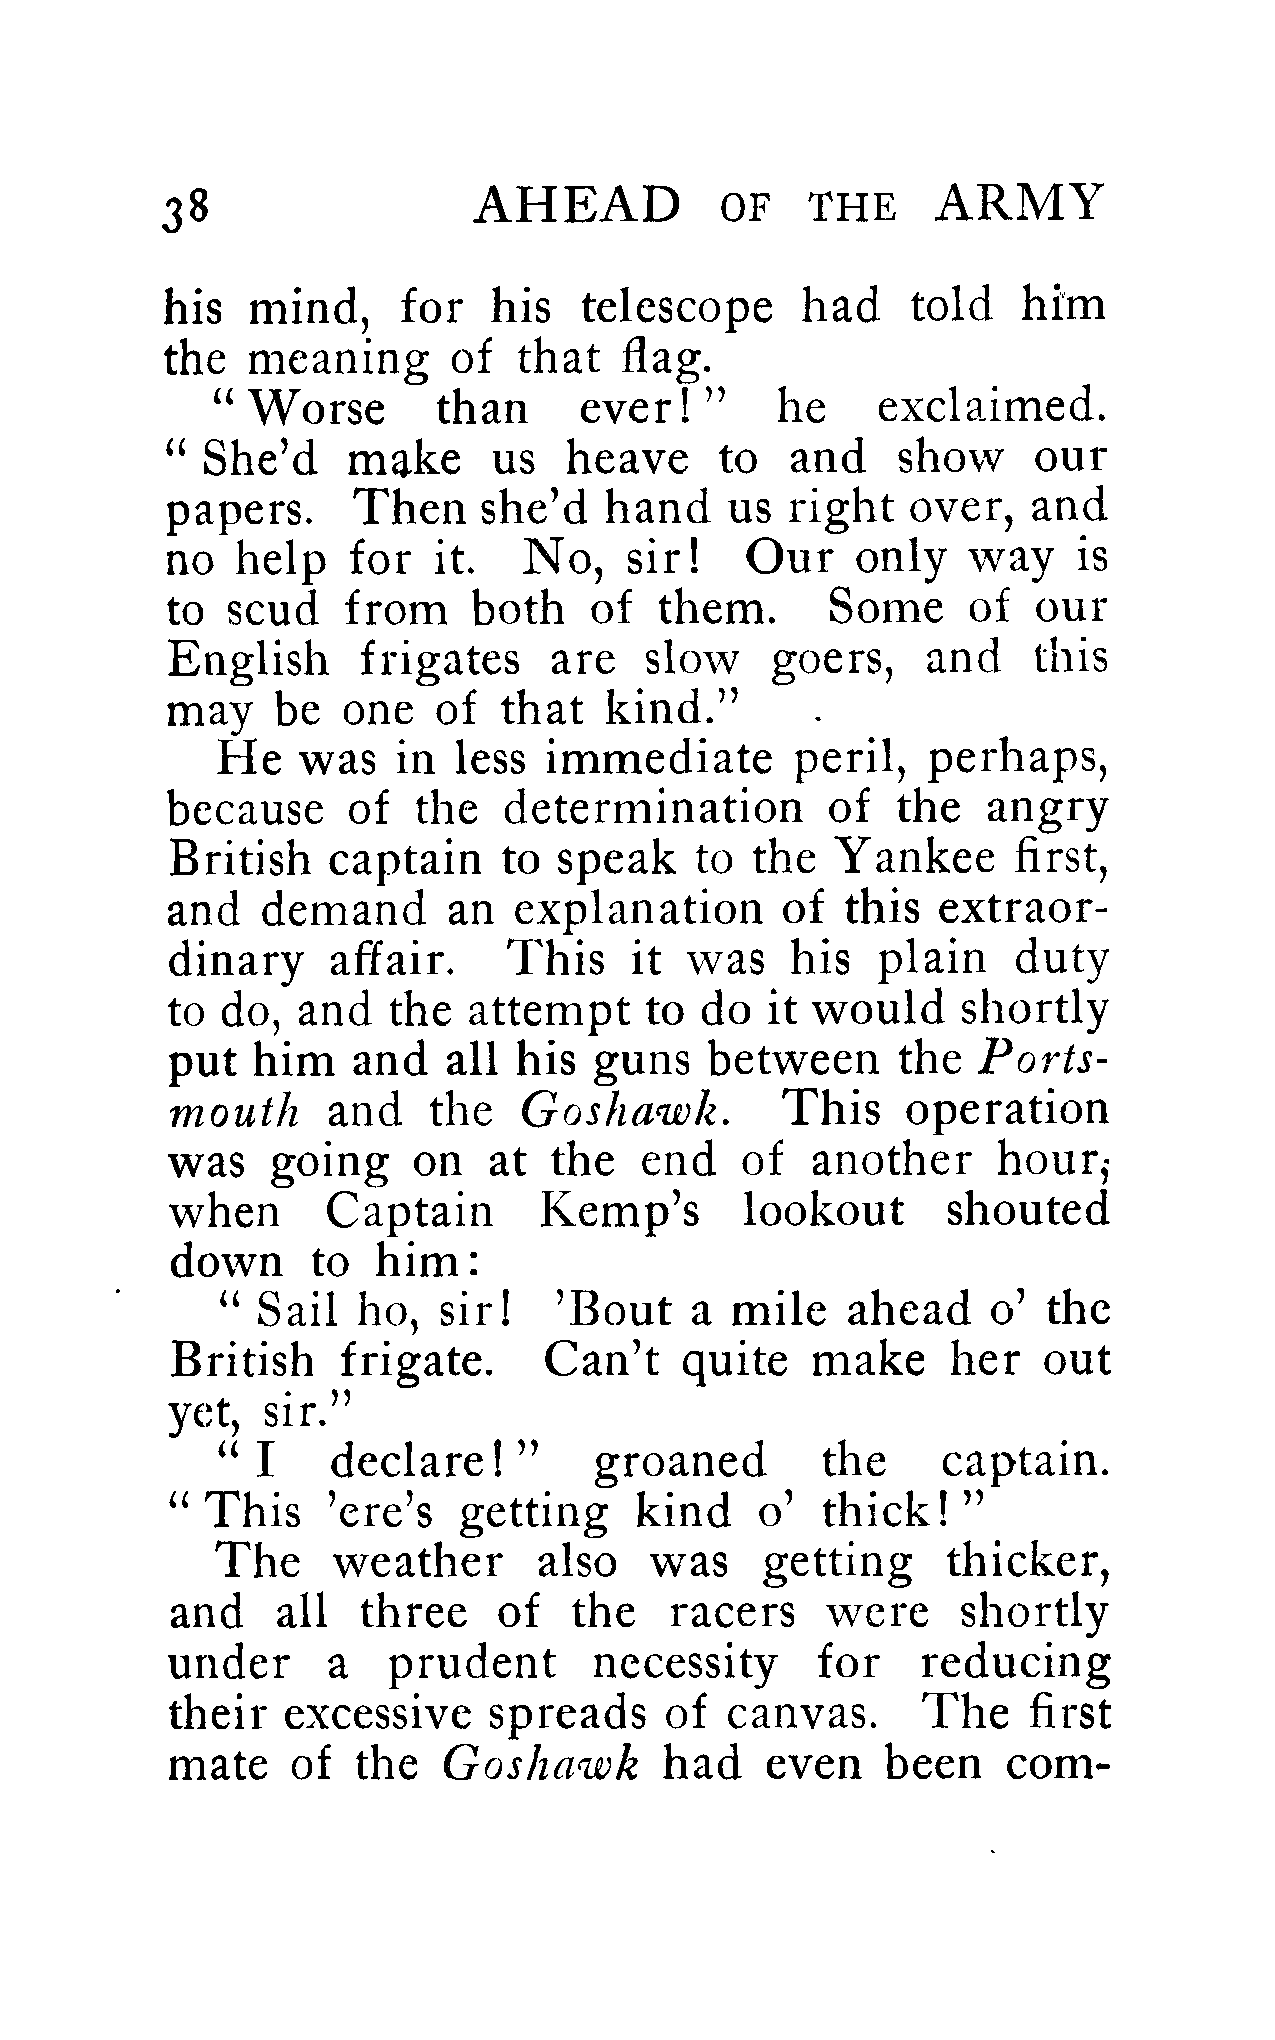 38 AHEAD OF THE ARMY
his mind, for his telescope had told him
the meaning of that flag.
" Worse than ever! " he exclaimed.
" She'd make us heave to and show our
papers. Then she'd hand us right over, and
no help for it. No, sir! Our only way is
to scud from both of them. Some of our
English frigates are slow goers, and this
may be one of that kind."
He was in less immediate peril, perhaps,
because of the determination of the angry
British captain to speak to the Yankee first,
and demand an explanation of this extraor-
dinary affair. This it was his plain duty
to do, and the attempt to do it would shortly
put him and all his guns between the Ports-
mouth and the Goshawk. This operation
was going on at the end of another hour,
when Captain Kemp's lookout shouted
down to him:
" Sail ho, sir! 'Bout a mile ahead o' the
British frigate. Can't quite make her out
yet, sir."
" I declare! " groaned the captain.
" This 'ere's getting kind o' thick! "
The weather also was getting thicker,
and all three of the racers were shortly
under a prudent necessity for reducing
their excessive spreads of canvas. The first
mate of the Goshawk had even been com-